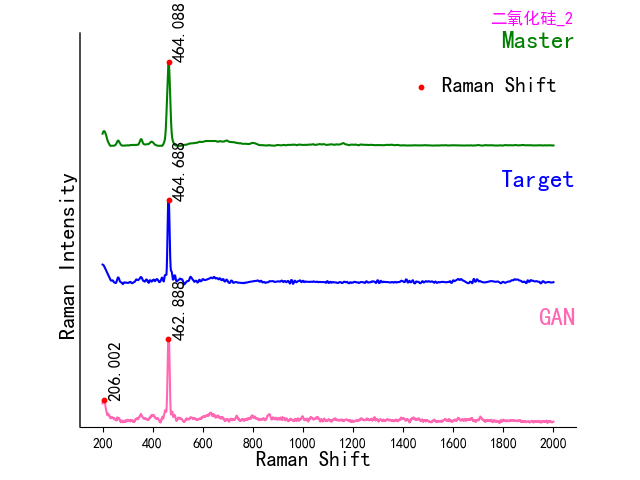 二氧化硅_2
Master
464.088
Raman Shift
Target
464.688
GAN
462.888
206.002
Raman Intensity
200 400 600 800 1000 1200 1400 1600 1800 2000
Raman Shift